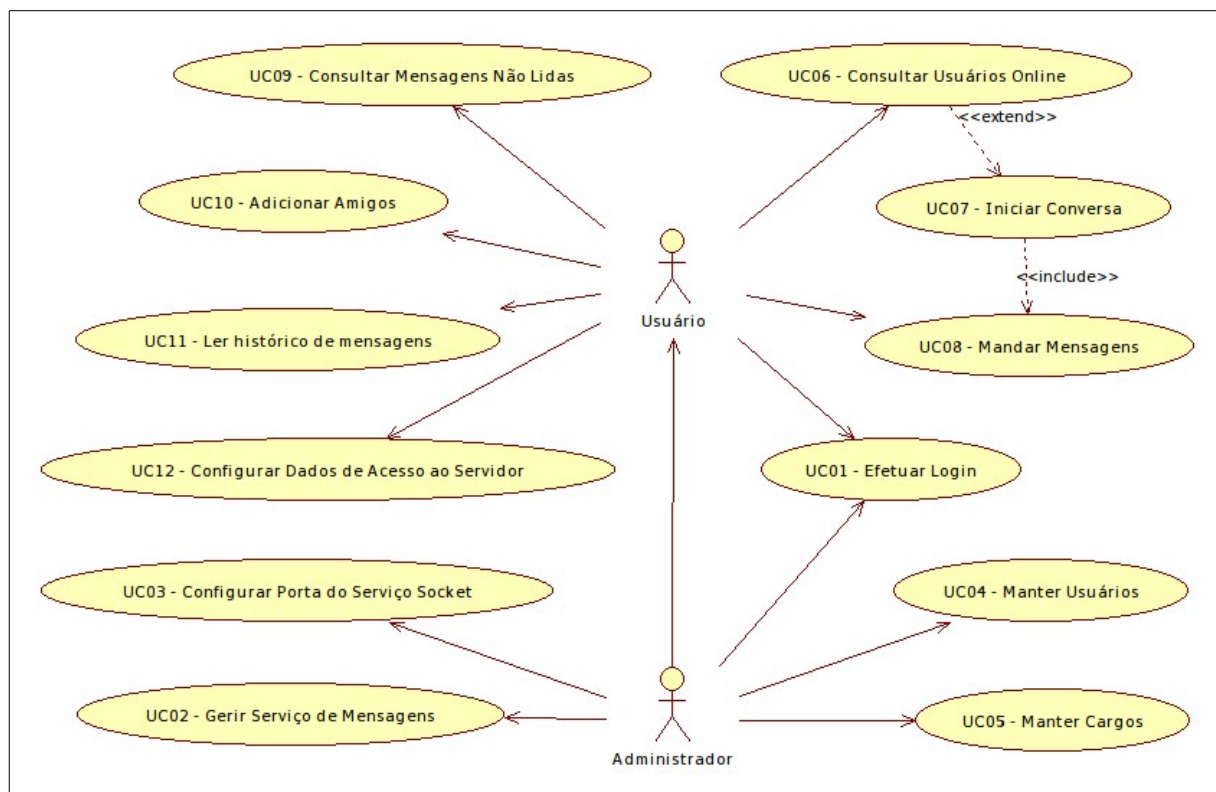 UC09 - Consultar Mensagens Não Lidas
UC06 - Consultar Usuários Online
<<extend>>
UC10 - Adicionar Amigos
UC07 - Iniciar Conversa
<<include>>
Usuário
UC11 - Ler histórico de mensagens
UC08 - Mandar Mensagens
UC12 - Configurar Dados de Acesso ao Servidor
UC01 - Efetuar Login
UC03 - Configurar Porta do Serviço Socket
UC04 - Manter Usuários
UC02 - Gerir Serviço de Mensagens
UC05 - Manter Cargos
Administrador